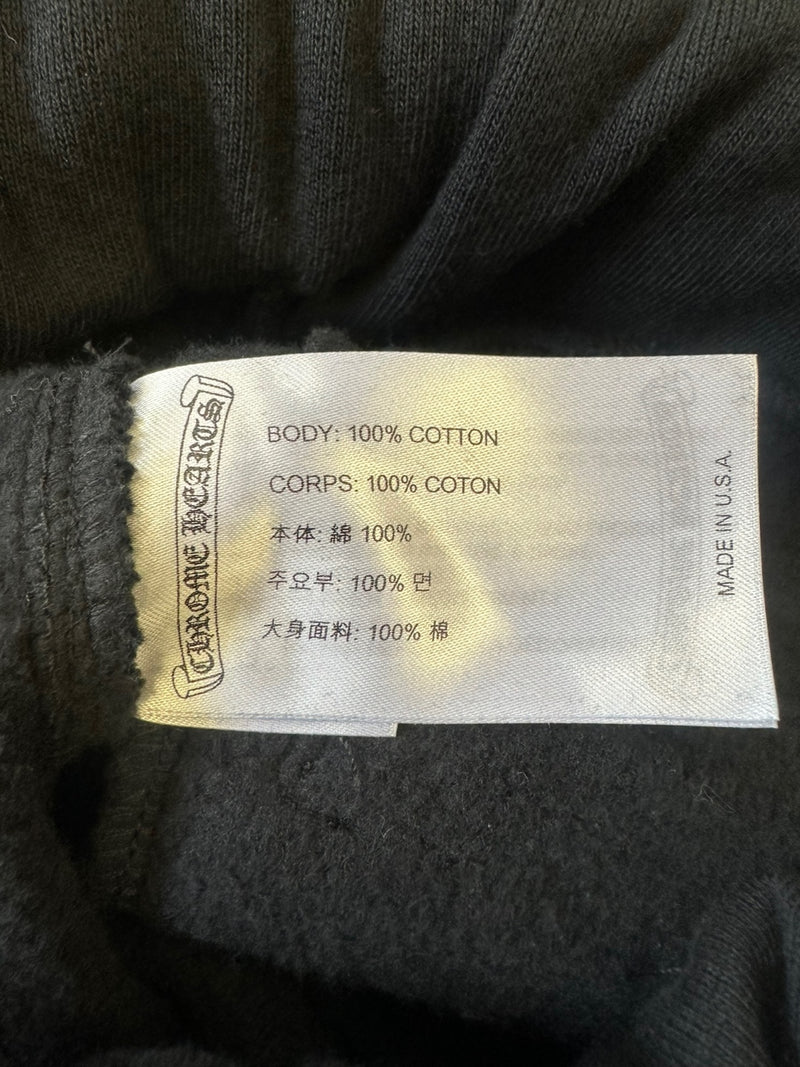 CHROME HEARTS
BODY: 100% COTTON
CORPS: 100% COTON
本体: 綿 100%
주요부: 100% 면
大身面料: 100% 棉
MADE IN U.S.A.